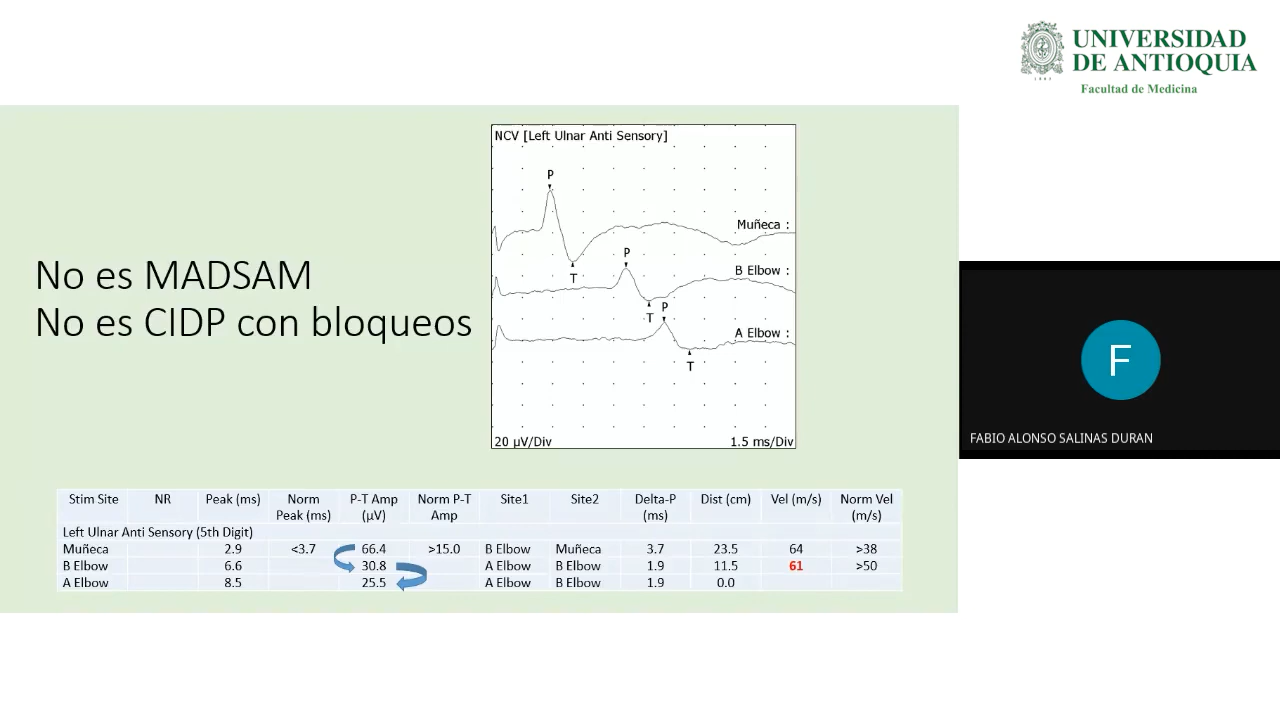 UNIVERSIDAD
DE ANTIOQUIA
1803
Facultad de Medicina
No es MADSAM
No es CIDP con bloqueos
NCV [Left Ulnar Anti Sensory]
P
Muñeca :
T
P
B Elbow :
T
P
A Elbow :
T
20 µV/Div 1.5 ms/Div
FABIO ALONSO SALINAS DURAN
F
Stim Site NR Peak (ms) Norm Peak (ms) P-T Amp (µV) Norm P-T Amp Site1 Site2 Delta-P (ms) Dist (cm) Vel (m/s) Norm Vel (m/s)
Left Ulnar Anti Sensory (5th Digit)
Muñeca 2.9 <3.7 66.4 >15.0 B Elbow Muñeca 3.7 23.5 64 >38
B Elbow 6.6 30.8 A Elbow B Elbow 1.9 11.5 61 >50
A Elbow 8.5 25.5 A Elbow B Elbow 1.9 0.0